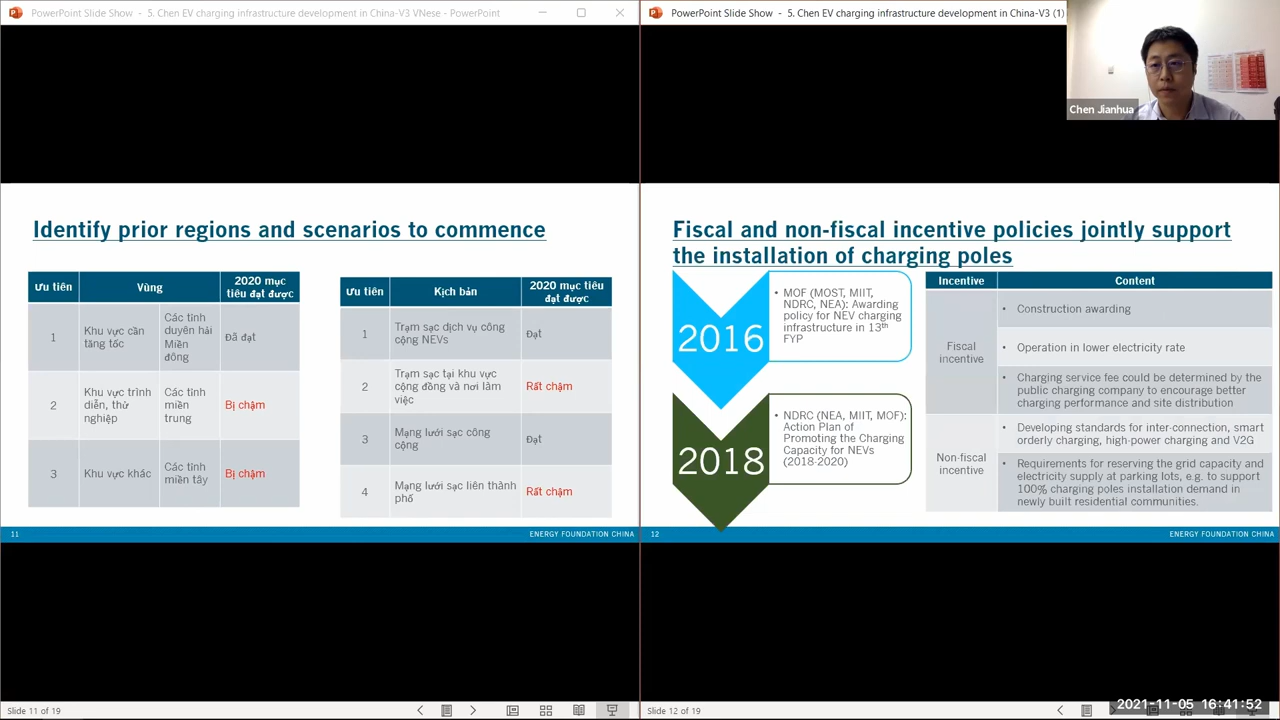 PowerPoint Slide Show - 5. Chen EV charging infrastructure development in China-V3 VNese - PowerPoint
PowerPoint Slide Show - 5. Chen EV charging infrastructure development in China-V3 (1)
Chen Jianhua
Identify prior regions and scenarios to commence
Ưu tiên
Vùng
2020 mục
tiêu đạt được
1
Khu vực cần
tăng tốc
Các tỉnh
duyên hải
Miền
đông
Đã đạt
2
Khu vực trình
diễn, thử
nghiệp
Các tỉnh
miền
trung
Bị chậm
3
Khu vực khác
Các tỉnh
miền tây
Bị chậm
Ưu tiên
Kịch bản
2020 mục tiêu
đạt được
1
Trạm sạc dịch vụ công
cộng NEVs
Đạt
2
Trạm sạc tại khu vực
cộng đồng và nơi làm
việc
Rất chậm
3
Mạng lưới sạc công
cộng
Đạt
4
Mạng lưới sạc liên thành
phố
Rất chậm
11
ENERGY FOUNDATION CHINA
Slide 11 of 19
Fiscal and non-fiscal incentive policies jointly support
the installation of charging poles
2016
• MOF (MOST, MIIT,
NDRC, NEA): Awarding
policy for NEV charging
infrastructure in 13th
FYP
2018
• NDRC (NEA, MIIT, MOF):
Action Plan of
Promoting the Charging
Capacity for NEVs
(2018-2020)
Incentive
Content
Fiscal
incentive
• Construction awarding
• Operation in lower electricity rate
• Charging service fee could be determined by the
public charging company to encourage better
charging performance and site distribution
Non-fiscal
incentive
• Developing standards for inter-connection, smart
orderly charging, high-power charging and V2G
• Requirements for reserving the grid capacity and
electricity supply at parking lots, e.g. to support
100% charging poles installation demand in
newly built residential communities.
12
ENERGY FOUNDATION CHINA
Slide 12 of 19
2021-11-05 16:41:52